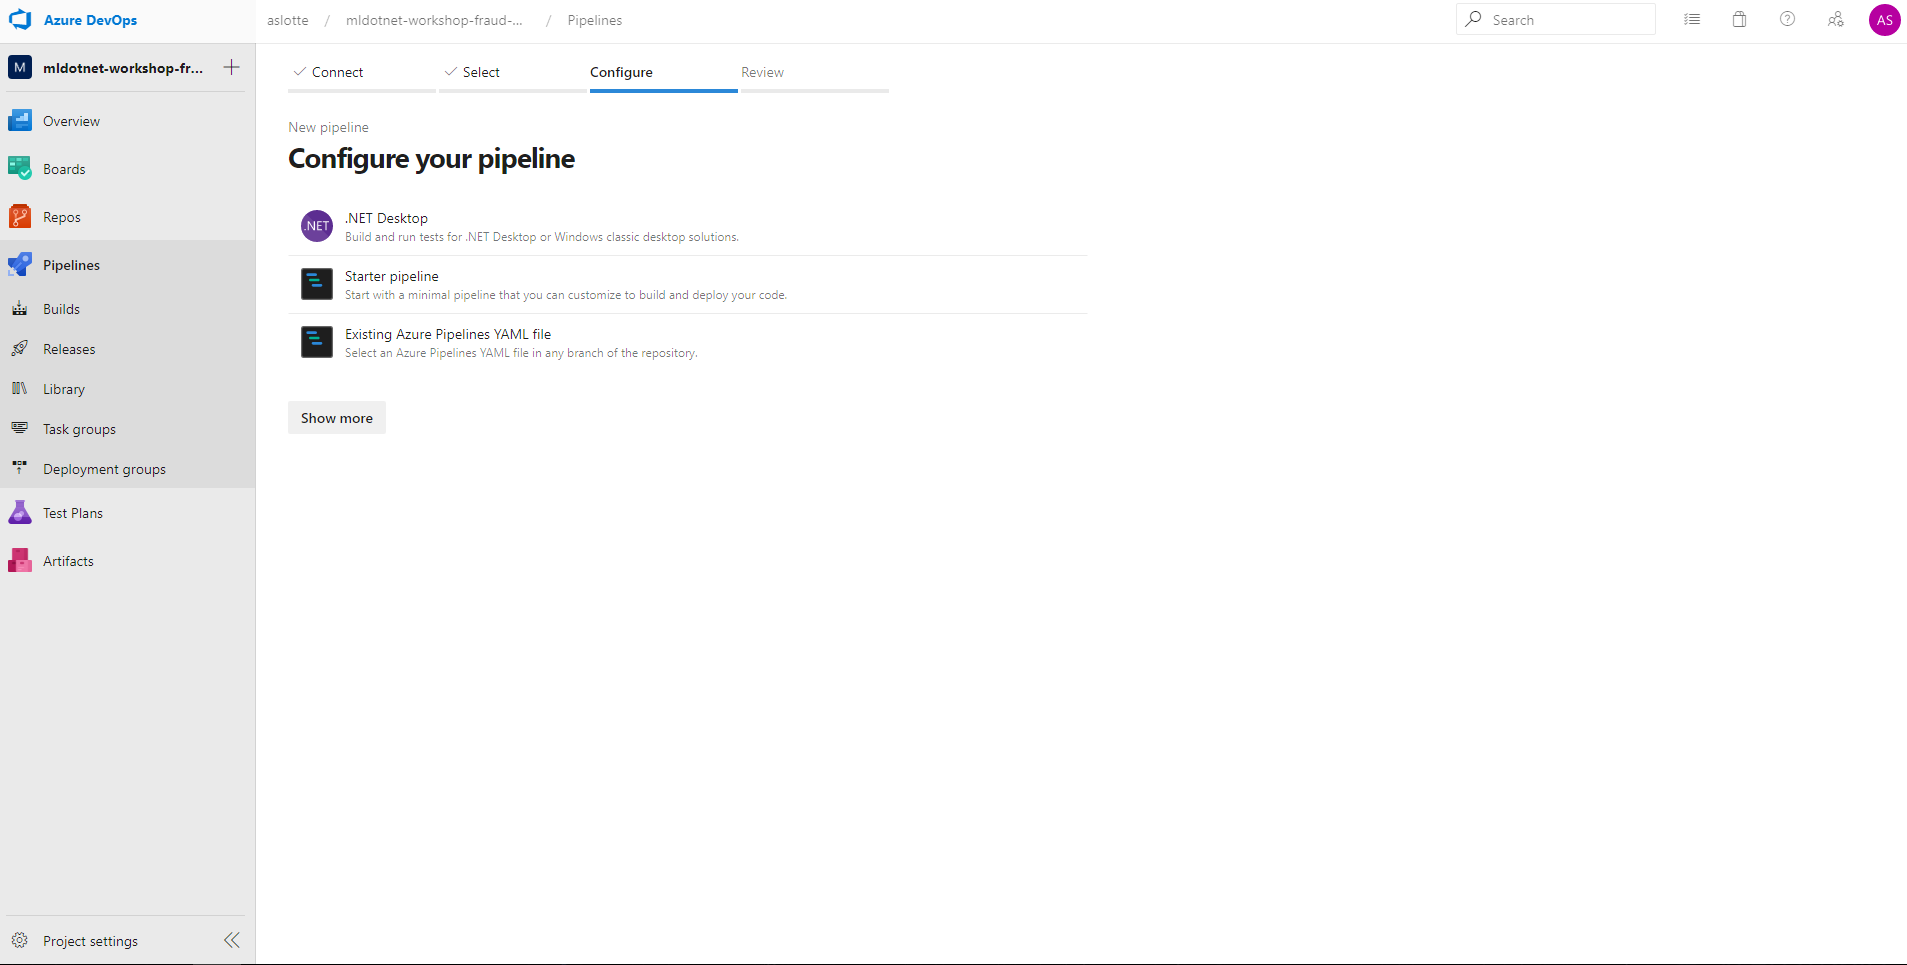 Azure DevOps
aslotte / mldotnet-workshop-fraud-... / Pipelines
Search
AS
M mldotnet-workshop-fr...
Overview
Boards
Repos
Pipelines
Builds
Releases
Library
Task groups
Deployment groups
Test Plans
Artifacts
Project settings
Connect
Select
Configure
Review
New pipeline
Configure your pipeline
.NET
.NET Desktop
Build and run tests for .NET Desktop or Windows classic desktop solutions.
Starter pipeline
Start with a minimal pipeline that you can customize to build and deploy your code.
Existing Azure Pipelines YAML file
Select an Azure Pipelines YAML file in any branch of the repository.
Show more